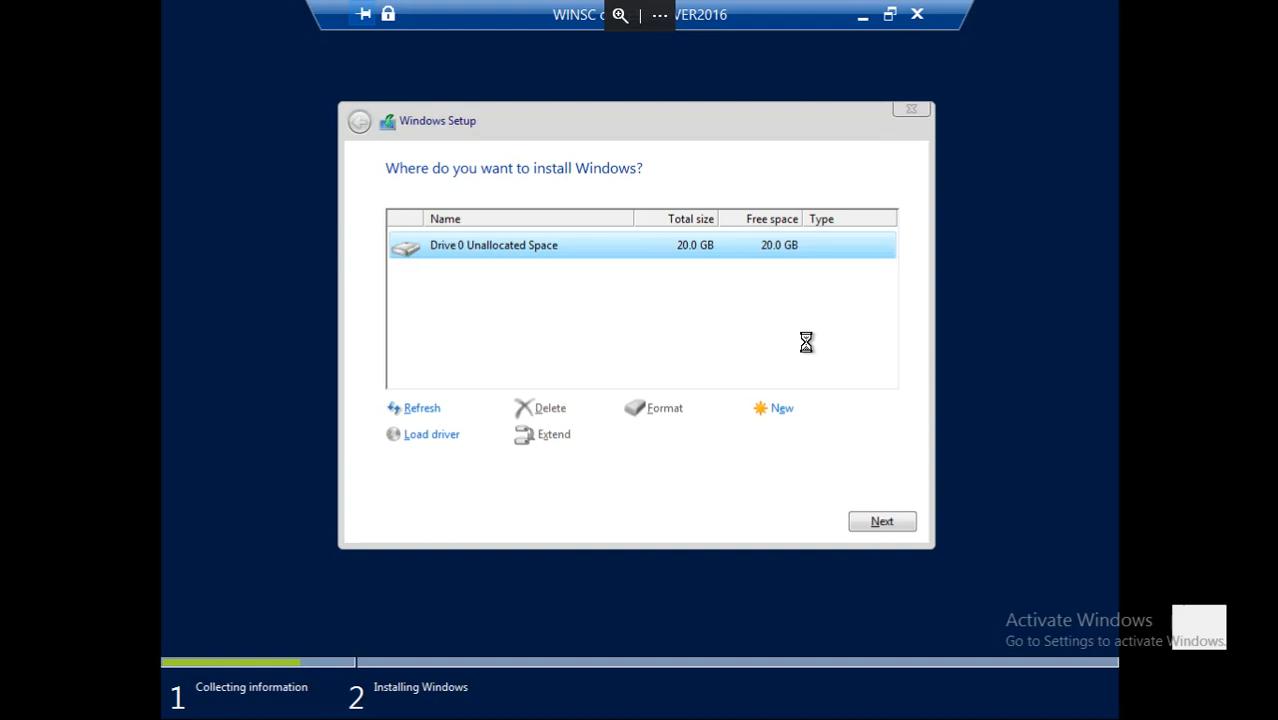 WINSC VER2016
Windows Setup
Where do you want to install Windows?
Name Total size Free space Type
Drive 0 Unallocated Space 20.0 GB 20.0 GB
Refresh Delete Format New
Load driver Extend
Next
Activate Windows
Go to Settings to activate Windows.
1 Collecting information 2 Installing Windows